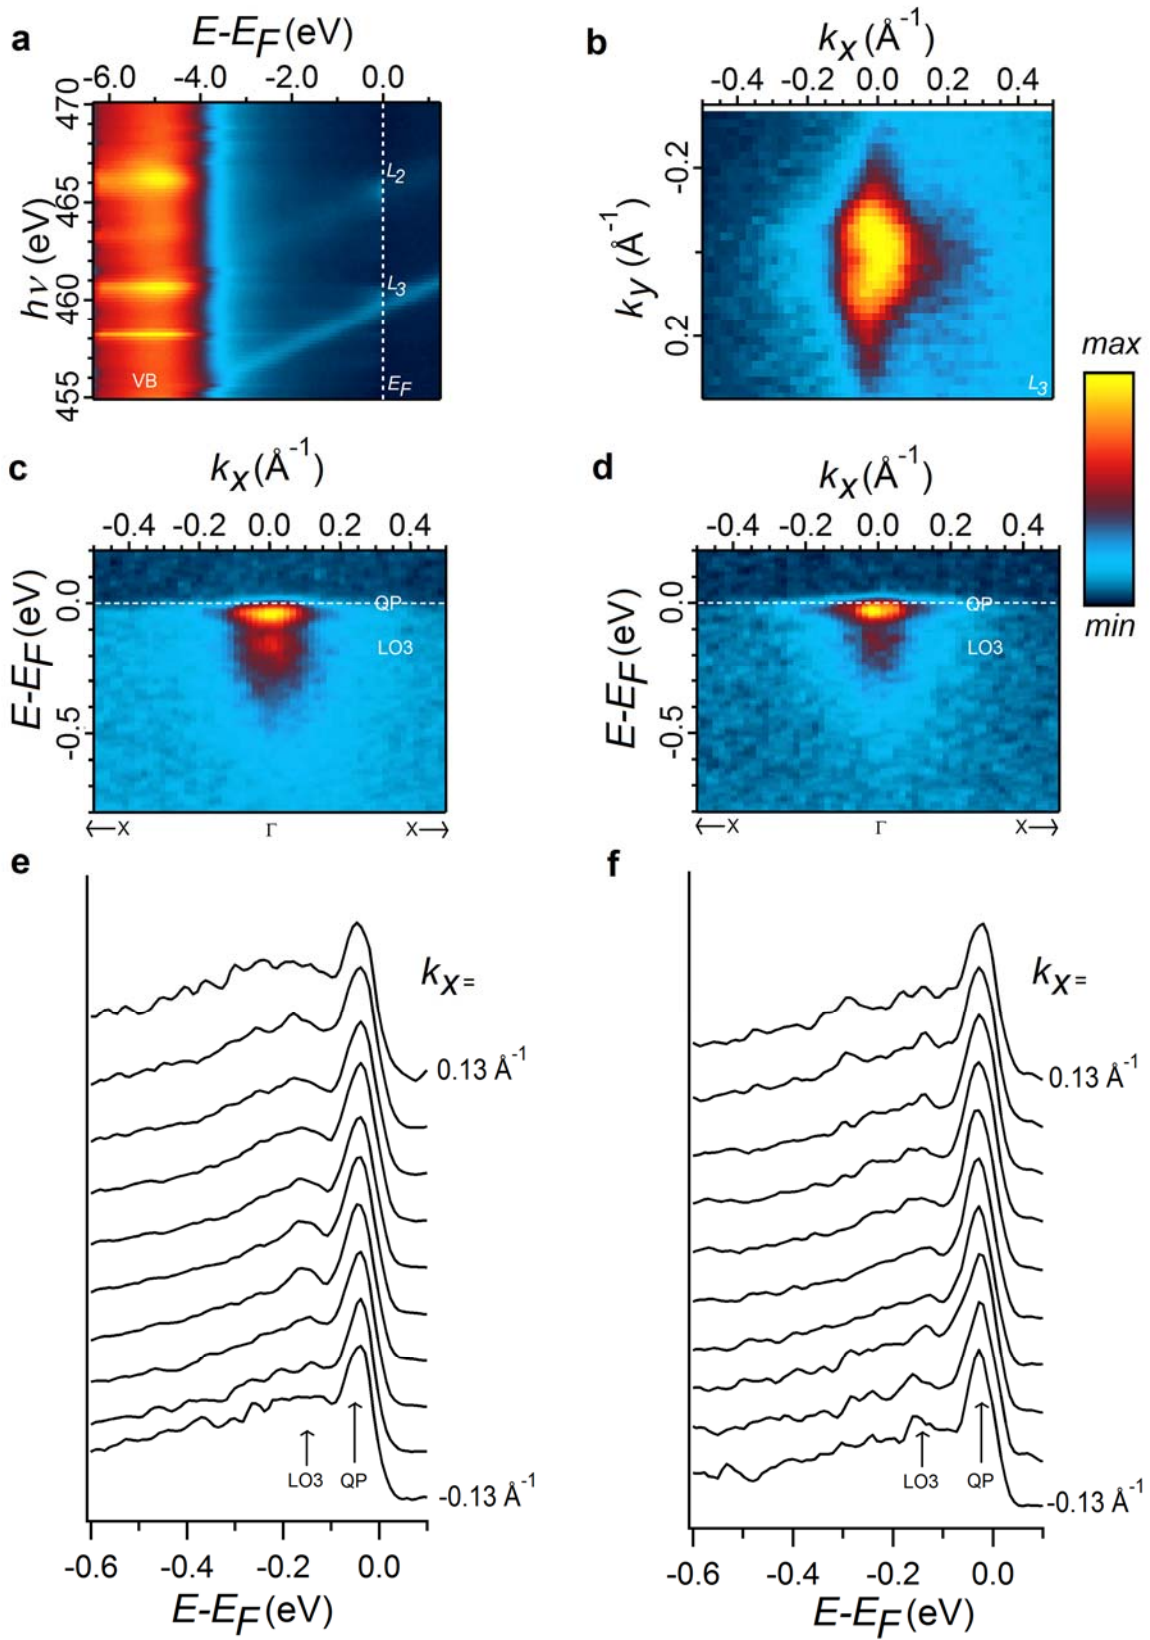 a
E-E_F (eV)
-6.0 -4.0 -2.0 0.0
470
465
460
455
hν (eV)
L2
L3
VB
E_F
b
k_x (Å^-1)
-0.4 -0.2 0.0 0.2 0.4
-0.2
0.2
k_y (Å^-1)
L3
max
min
c
k_x (Å^-1)
-0.4 -0.2 0.0 0.2 0.4
0.0
-0.5
E-E_F (eV)
QP
LO3
←X Γ X→
d
k_x (Å^-1)
-0.4 -0.2 0.0 0.2 0.4
0.0
-0.5
E-E_F (eV)
QP
LO3
←X Γ X→
e
k_x=
0.13 Å^-1
LO3 QP
-0.13 Å^-1
-0.6 -0.4 -0.2 0.0
E-E_F (eV)
f
k_x=
0.13 Å^-1
LO3 QP
-0.13 Å^-1
-0.6 -0.4 -0.2 0.0
E-E_F (eV)